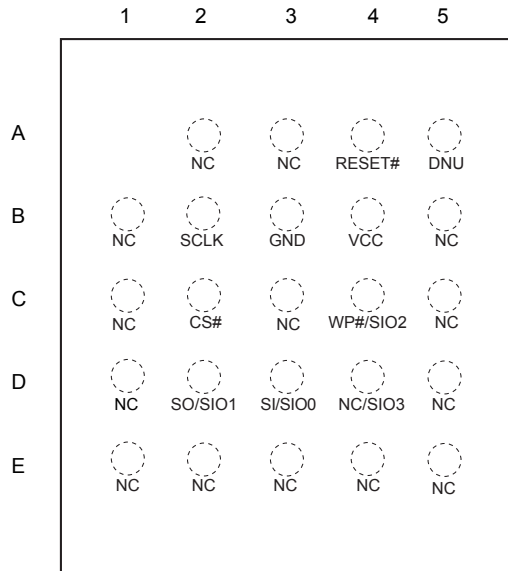 1 2 3 4 5
A
NC NC RESET# DNU
B
NC SCLK GND VCC NC
C
NC CS# NC WP#/SIO2 NC
D
NC SO/SIO1 SI/SIO0 NC/SIO3 NC
E
NC NC NC NC NC